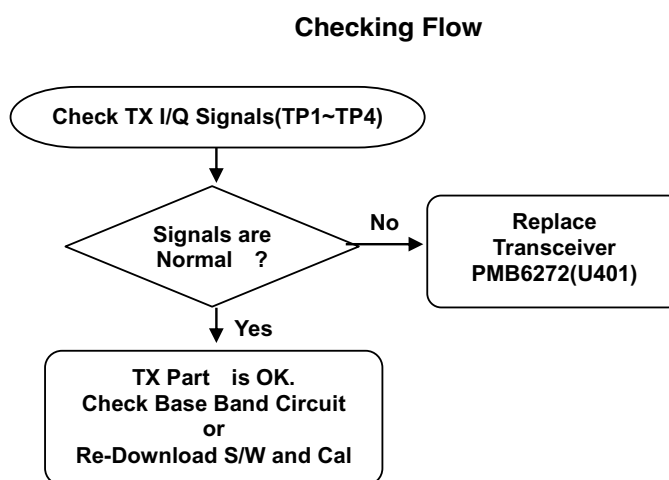 Checking Flow
Check TX I/Q Signals(TP1~TP4)
Signals are
Normal ?
No
Replace
Transceiver
PMB6272(U401)
Yes
TX Part is OK.
Check Base Band Circuit
or
Re-Download S/W and Cal